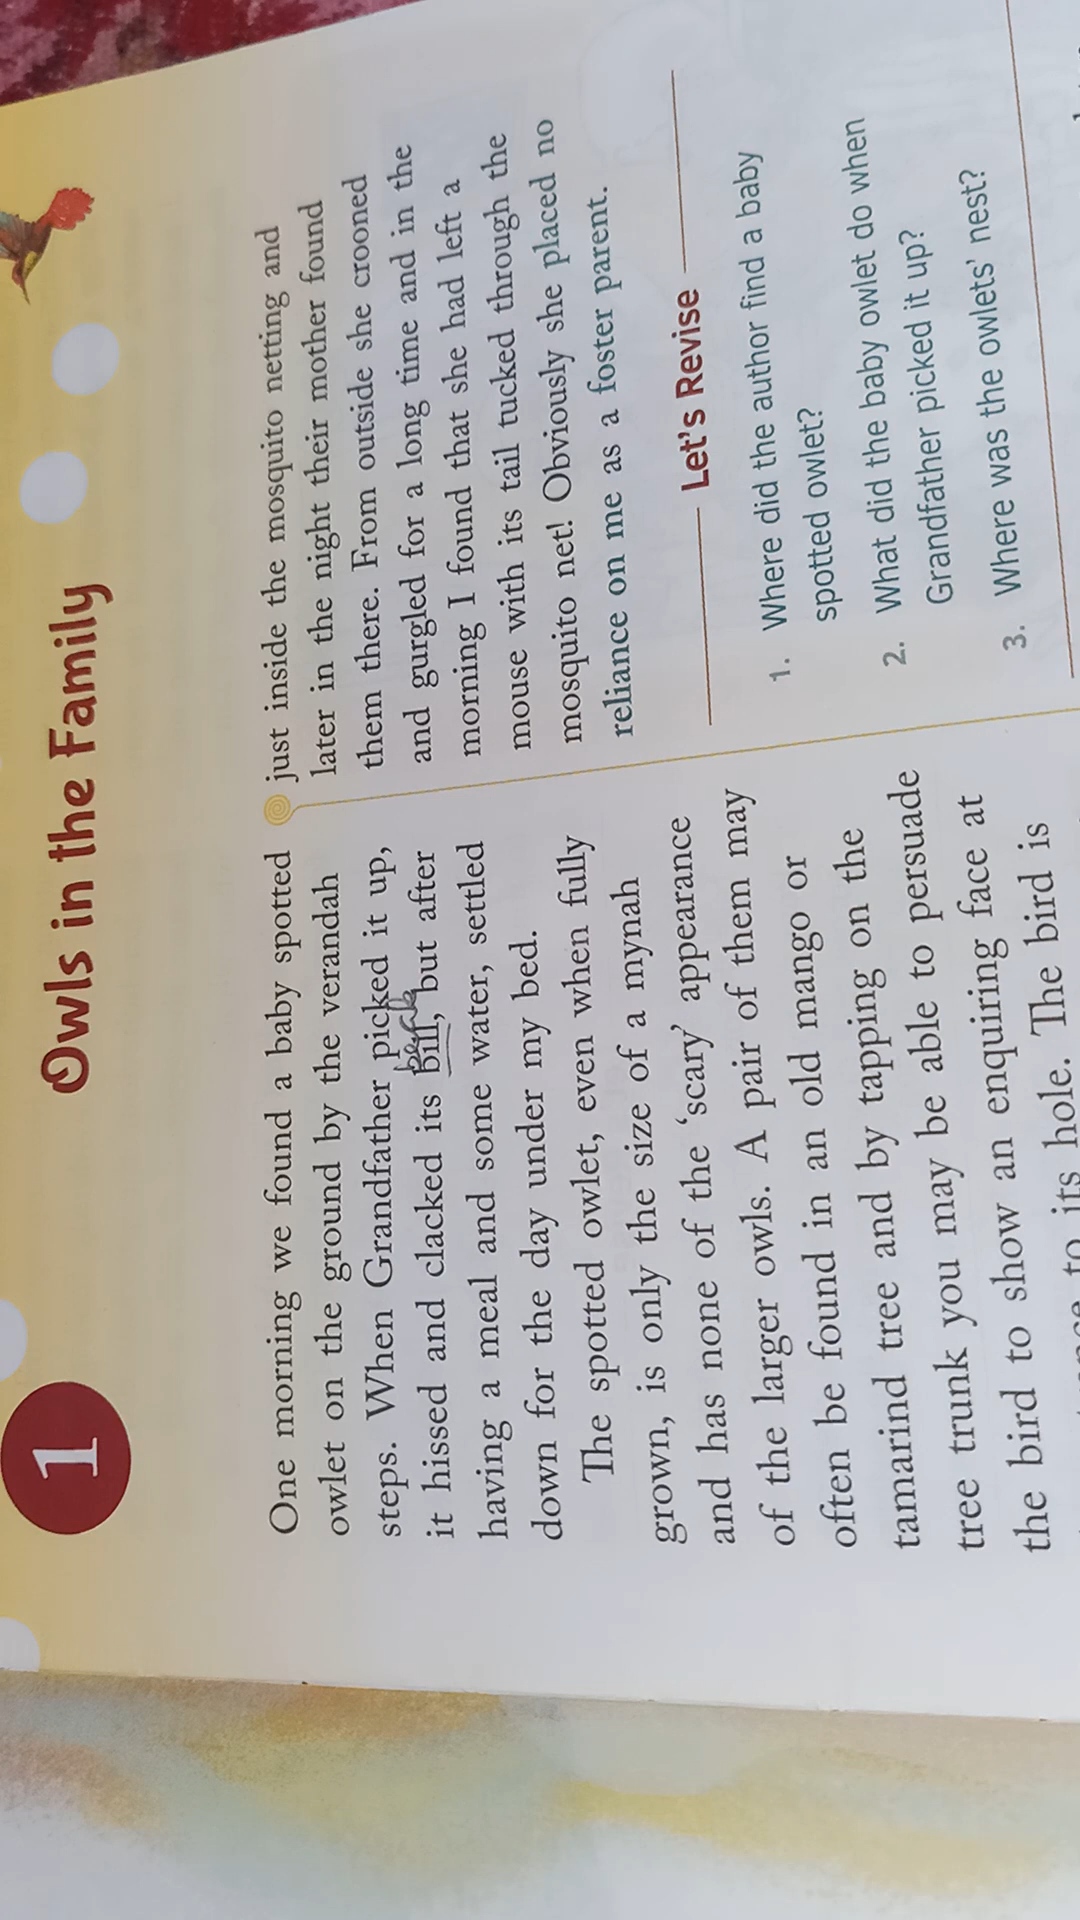 1
Owls in the Family
One morning we found a baby spotted
owlet on the ground by the verandah
steps. When Grandfather picked it up,
beak
it hissed and clacked its bill, but after
having a meal and some water, settled
down for the day under my bed.
The spotted owlet, even when fully
grown, is only the size of a mynah
and has none of the ‘scary’ appearance
of the larger owls. A pair of them may
often be found in an old mango or
tamarind tree and by tapping on the
tree trunk you may be able to persuade
the bird to show an enquiring face at
to its hole. The bird is
just inside the mosquito netting and
later in the night their mother found
them there. From outside she crooned
and gurgled for a long time and in the
morning I found that she had left a
mouse with its tail tucked through the
mosquito net! Obviously she placed no
reliance on me as a foster parent.
Let’s Revise
1. Where did the author find a baby
spotted owlet?
2. What did the baby owlet do when
Grandfather picked it up?
3. Where was the owlets’ nest?